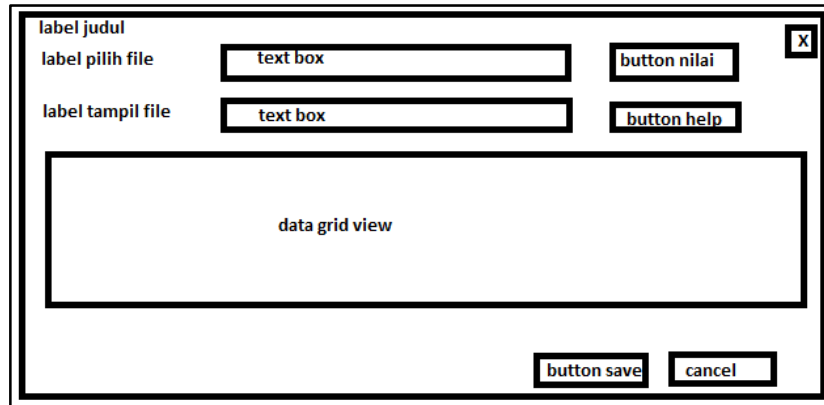 label judul
X
label pilih file
text box
button nilai
label tampil file
text box
button help
data grid view
button save
cancel